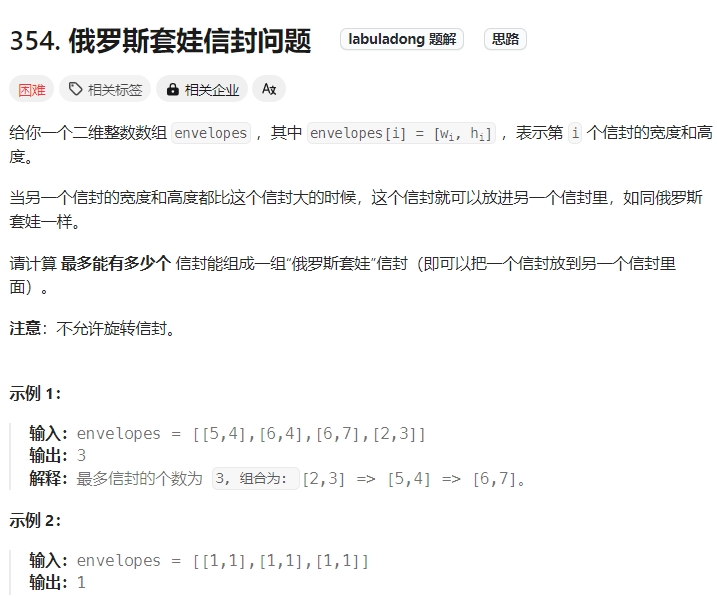 354. 俄罗斯套娃信封问题 labuladong 题解 思路
困难 相关标签 相关企业 Aᵪ
给你一个二维整数数组 envelopes ，其中 envelopes[i] = [wi, hi] ，表示第 i 个信封的宽度和高
度。
当另一个信封的宽度和高度都比这个信封大的时候，这个信封就可以放进另一个信封里，如同俄罗斯
套娃一样。
请计算 最多能有多少个 信封能组成一组“俄罗斯套娃”信封（即可以把一个信封放到另一个信封里
面）。
注意：不允许旋转信封。
示例 1：
输入：envelopes = [[5,4],[6,4],[6,7],[2,3]]
输出：3
解释：最多信封的个数为 3, 组合为: [2,3] => [5,4] => [6,7]。
示例 2：
输入：envelopes = [[1,1],[1,1],[1,1]]
输出：1